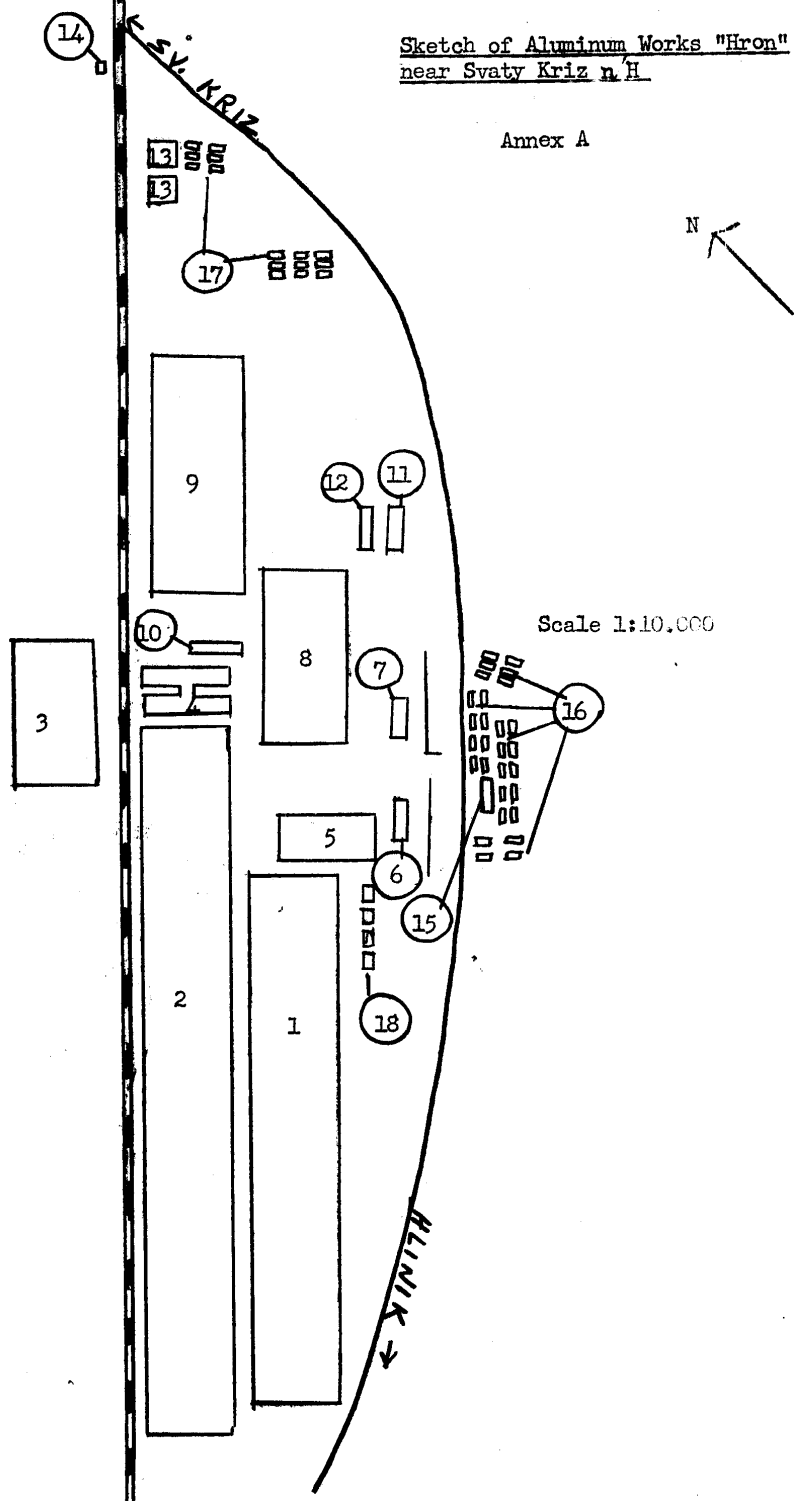 Sketch of Aluminum Works "Hron"
near Svaty Kriz n/H
Annex A
14
← SV. KRIZ
13
13
17
N
9
12
11
Scale 1:10.000
10
8
7
16
3
4
5
6
15
2
1
18
HLINIK →